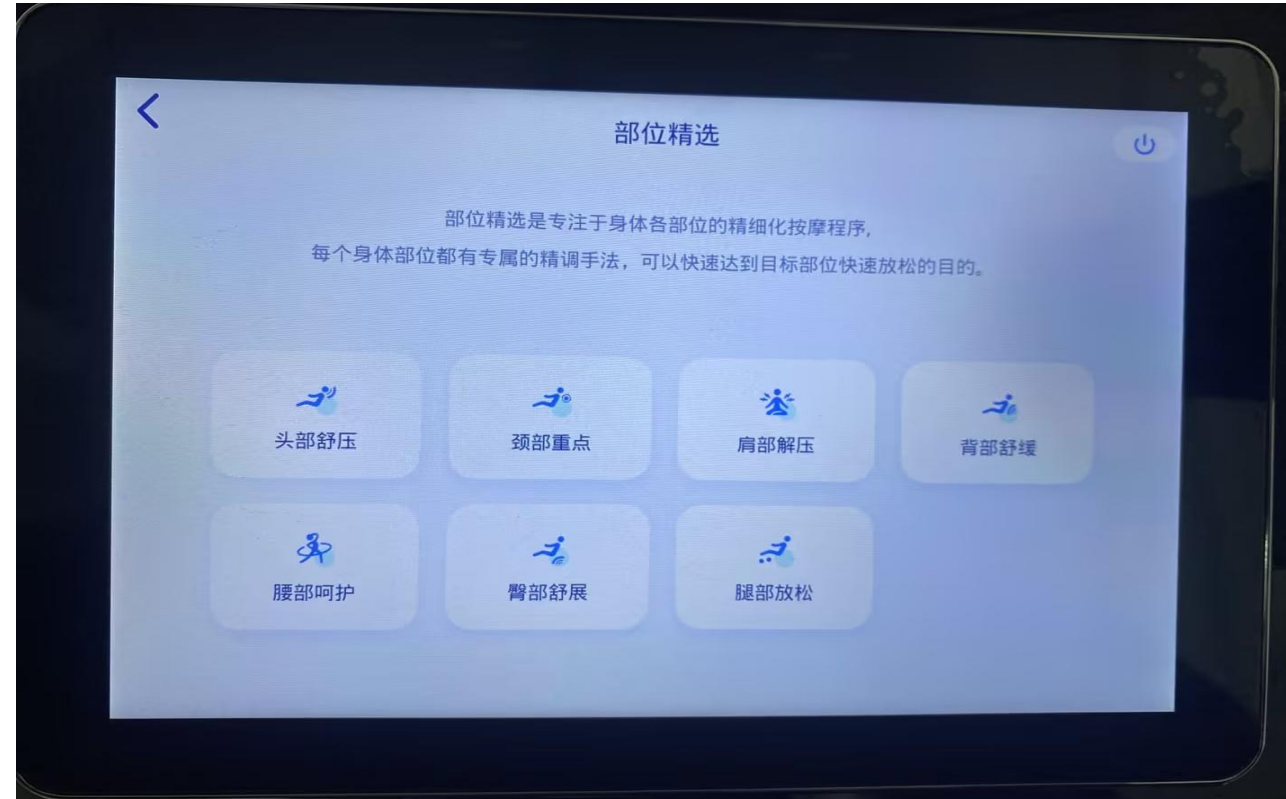 部位精选
部位精选是专注于身体各部位的精细化按摩程序,
每个身体部位都有专属的精调手法，可以快速达到目标部位快速放松的目的。
头部舒压
颈部重点
肩部解压
背部舒缓
腰部呵护
臀部舒展
腿部放松